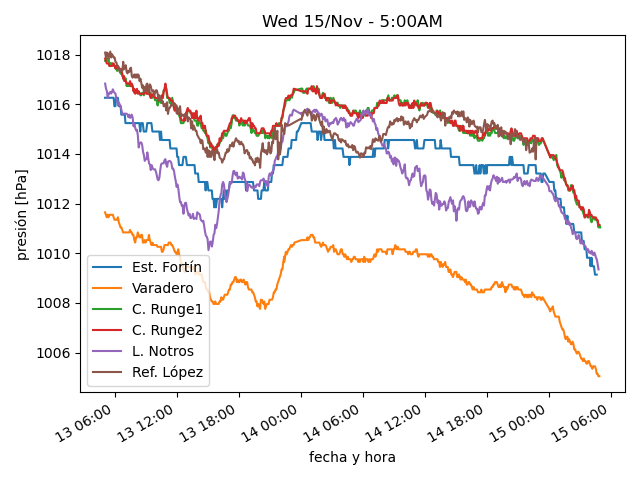 Wed 15/Nov - 5:00AM
presión [hPa]
1018
1016
1014
1012
1010
1008
1006
Est. Fortín
Varadero
C. Runge1
C. Runge2
L. Notros
Ref. López
13 06:00
13 12:00
13 18:00
14 00:00
14 06:00
14 12:00
14 18:00
15 00:00
15 06:00
fecha y hora